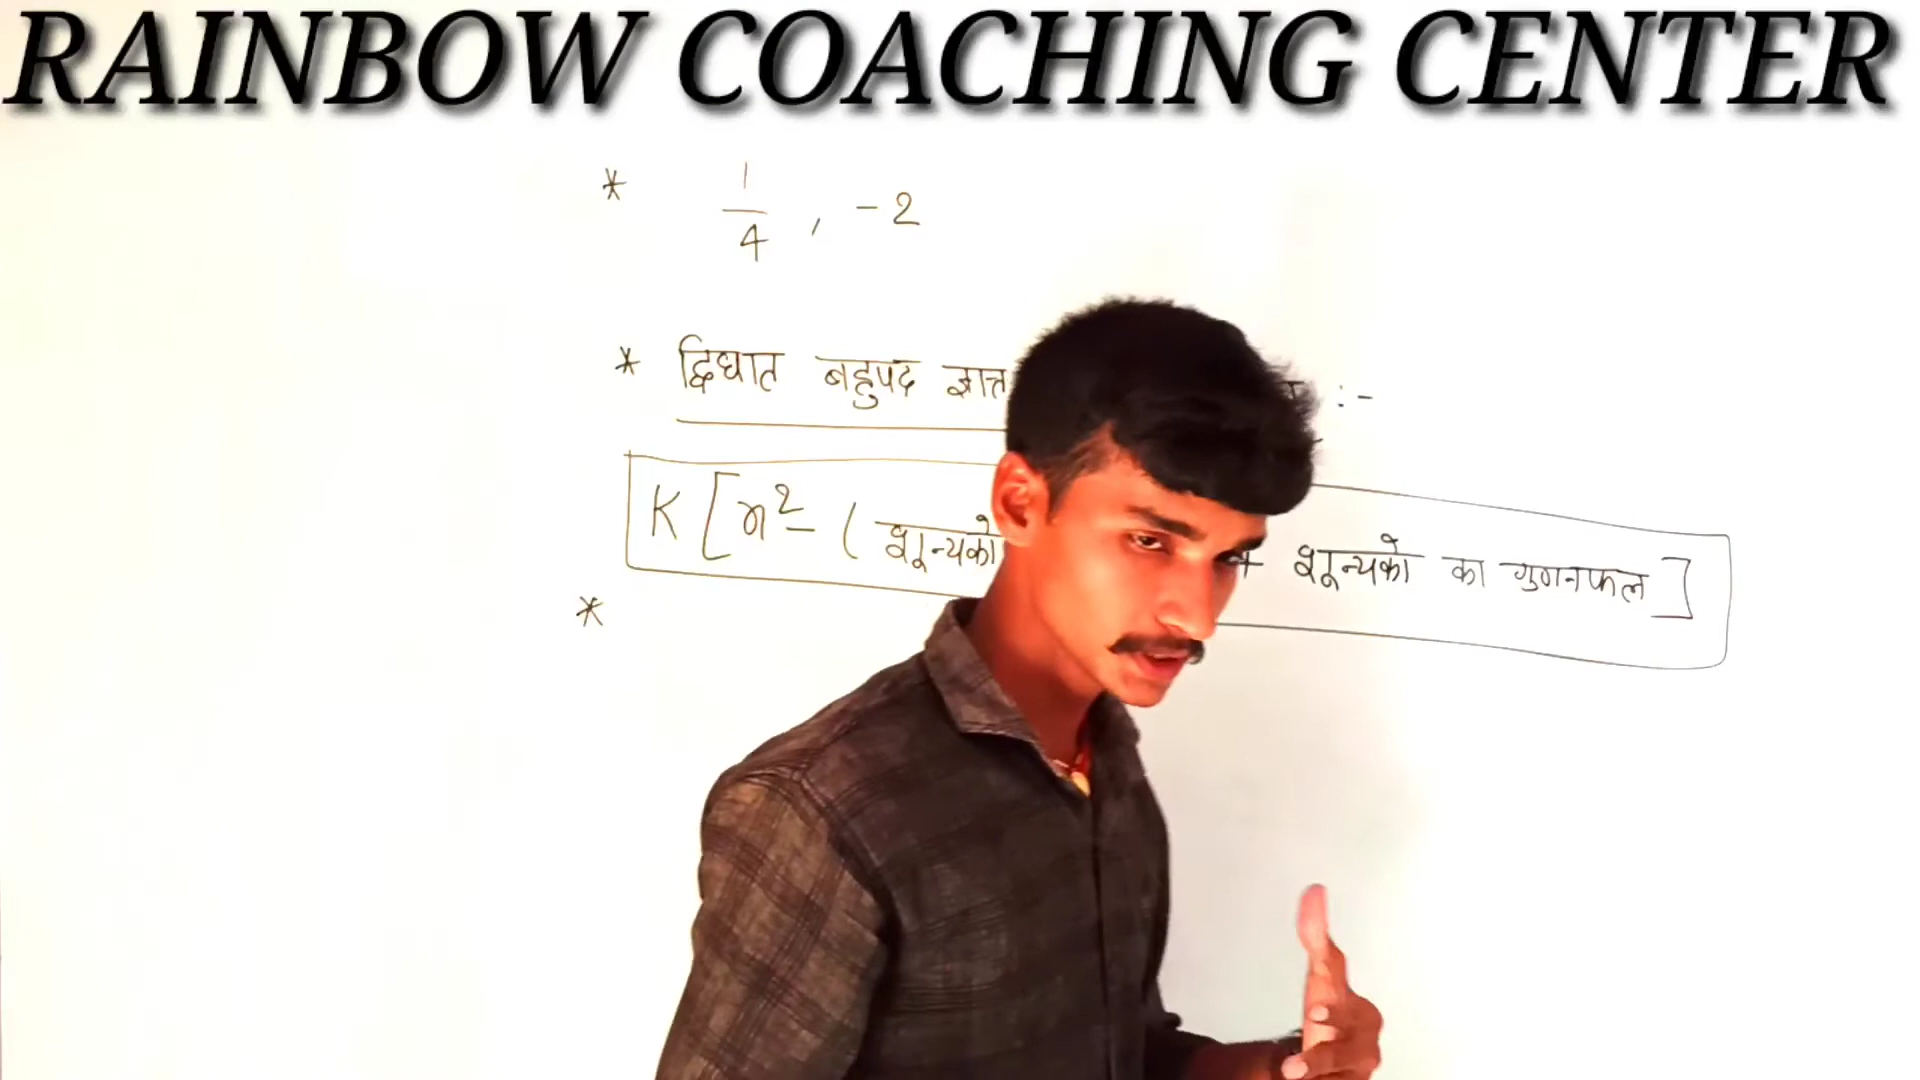 RAINBOW COACHING CENTER
* 1/4 , -2
* द्विघात बहुपद ज्ञात :-
K [x² - ( शून्यको + शून्यको का गुणनफल ]
*